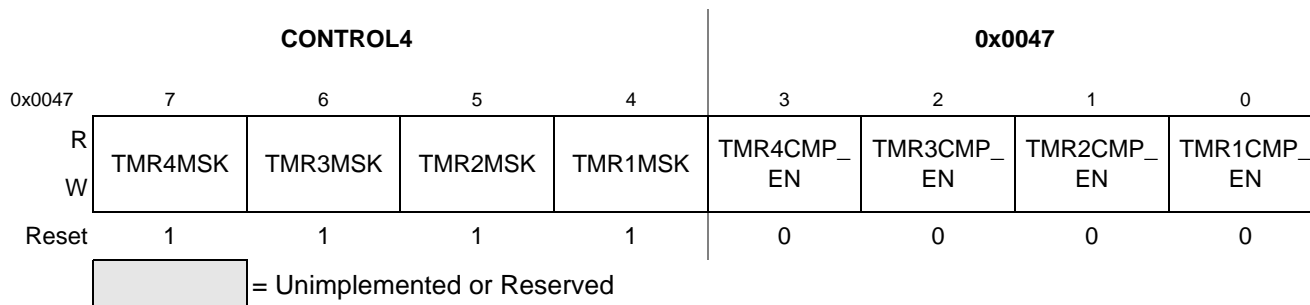 CONTROL4 0x0047
0x0047 7 6 5 4 3 2 1 0
R
W
TMR4MSK TMR3MSK TMR2MSK TMR1MSK TMR4CMP_ TMR3CMP_ TMR2CMP_ TMR1CMP_
EN EN EN EN
Reset 1 1 1 1 0 0 0 0
= Unimplemented or Reserved